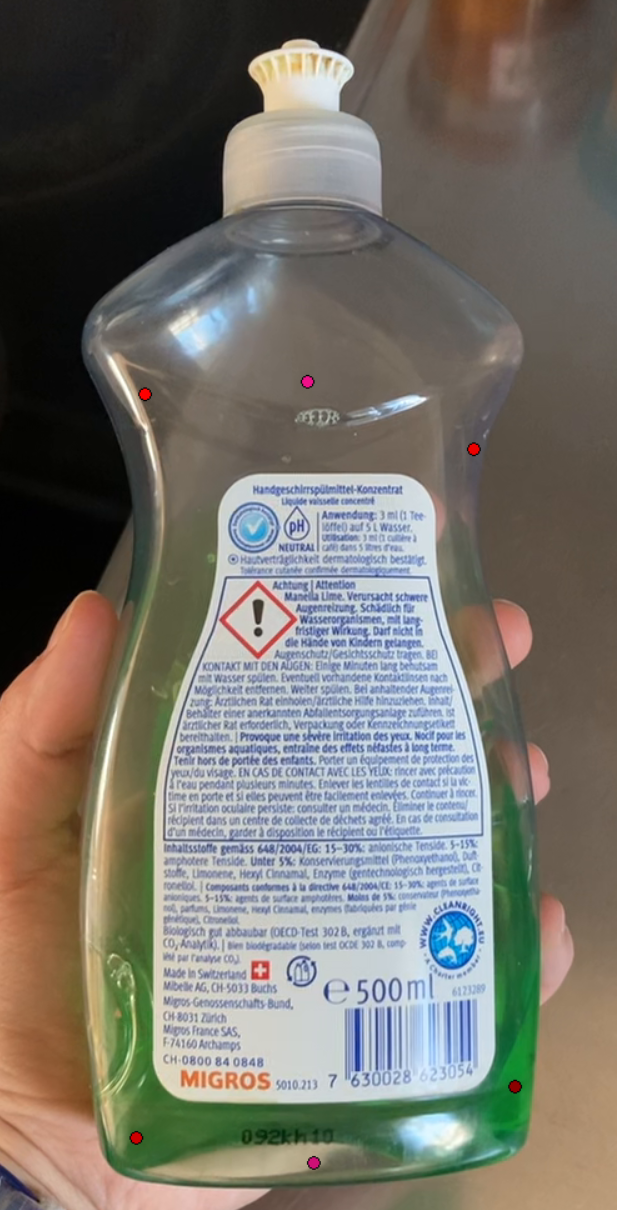 Handgeschirrspülmittel-Konzentrat
Liquide vaisselle concentré
pH
NEUTRAL
Anwendung: 3 ml (1 Tee-
löffel) auf 5 L Wasser.
Utilisation: 3 ml (1 cuillère à
café) dans 5 litres d'eau.
Hautverträglichkeit dermatologisch bestätigt.
Tolérance cutanée confirmée dermatologiquement.
Achtung | Attention
Manella Lime. Verursacht schwere
Augenreizung. Schädlich für
Wasserorganismen, mit lang-
fristiger Wirkung. Darf nicht in
die Hände von Kindern gelangen.
Augenschutz/Gesichtsschutz tragen. BEI
KONTAKT MIT DEN AUGEN: Einige Minuten lang behutsam
mit Wasser spülen. Eventuell vorhandene Kontaktlinsen nach
Möglichkeit entfernen. Weiter spülen. Bei anhaltender Augenrei-
zung: Ärztlichen Rat einholen/ärztliche Hilfe hinzuziehen. Inhalt/
Behälter einer anerkannten Abfallentsorgungsanlage zuführen. Ist
ärztlicher Rat erforderlich, Verpackung oder Kennzeichnungsetikett
bereithalten. | Provoque une sévère irritation des yeux. Nocif pour les
organismes aquatiques, entraîne des effets néfastes à long terme.
Tenir hors de portée des enfants. Porter un équipement de protection des
yeux/du visage. EN CAS DE CONTACT AVEC LES YEUX: rincer avec précaution
à l'eau pendant plusieurs minutes. Enlever les lentilles de contact si la vic-
time en porte et si elles peuvent être facilement enlevées. Continuer à rincer.
Si l'irritation oculaire persiste: consulter un médecin. Éliminer le contenu/
récipient dans un centre de collecte de déchets agréé. En cas de consultation
d'un médecin, garder à disposition le récipient ou l'étiquette.
Inhaltsstoffe gemäss 648/2004/EG: 15-30%: anionische Tenside. 5-15%:
amphotere Tenside. Unter 5%: Konservierungsmittel (Phenoxyethanol), Duft-
stoffe, Limonene, Hexyl Cinnamal, Enzyme (gentechnologisch hergestellt), Cit-
ronellol. | Composants conformes à la directive 648/2004/CE: 15-30%: agents de surface
anioniques. 5-15%: agents de surface amphotères. Moins de 5%: conservateur (Phenoxyetha-
nol), parfums, Limonene, Hexyl Cinnamal, enzymes (fabriquées par génie
génétique), Citronellol.
Biologisch gut abbaubar (OECD-Test 302 B, ergänzt mit
CO₂-Analytik). | Bien biodégradable (selon test OCDE 302 B, comp-
lété par l'analyse CO₂).
WWW.CLEANRIGHT.EU
A Charter member
Made in Switzerland
Mibelle AG, CH-5033 Buchs
Migros-Genossenschafts-Bund,
CH-8031 Zürich
Migros France SAS,
F-74160 Archamps
CH-0800 84 0848
MIGROS 5010.213
℮ 500 ml 6123289
7 630028 623054
092kh10